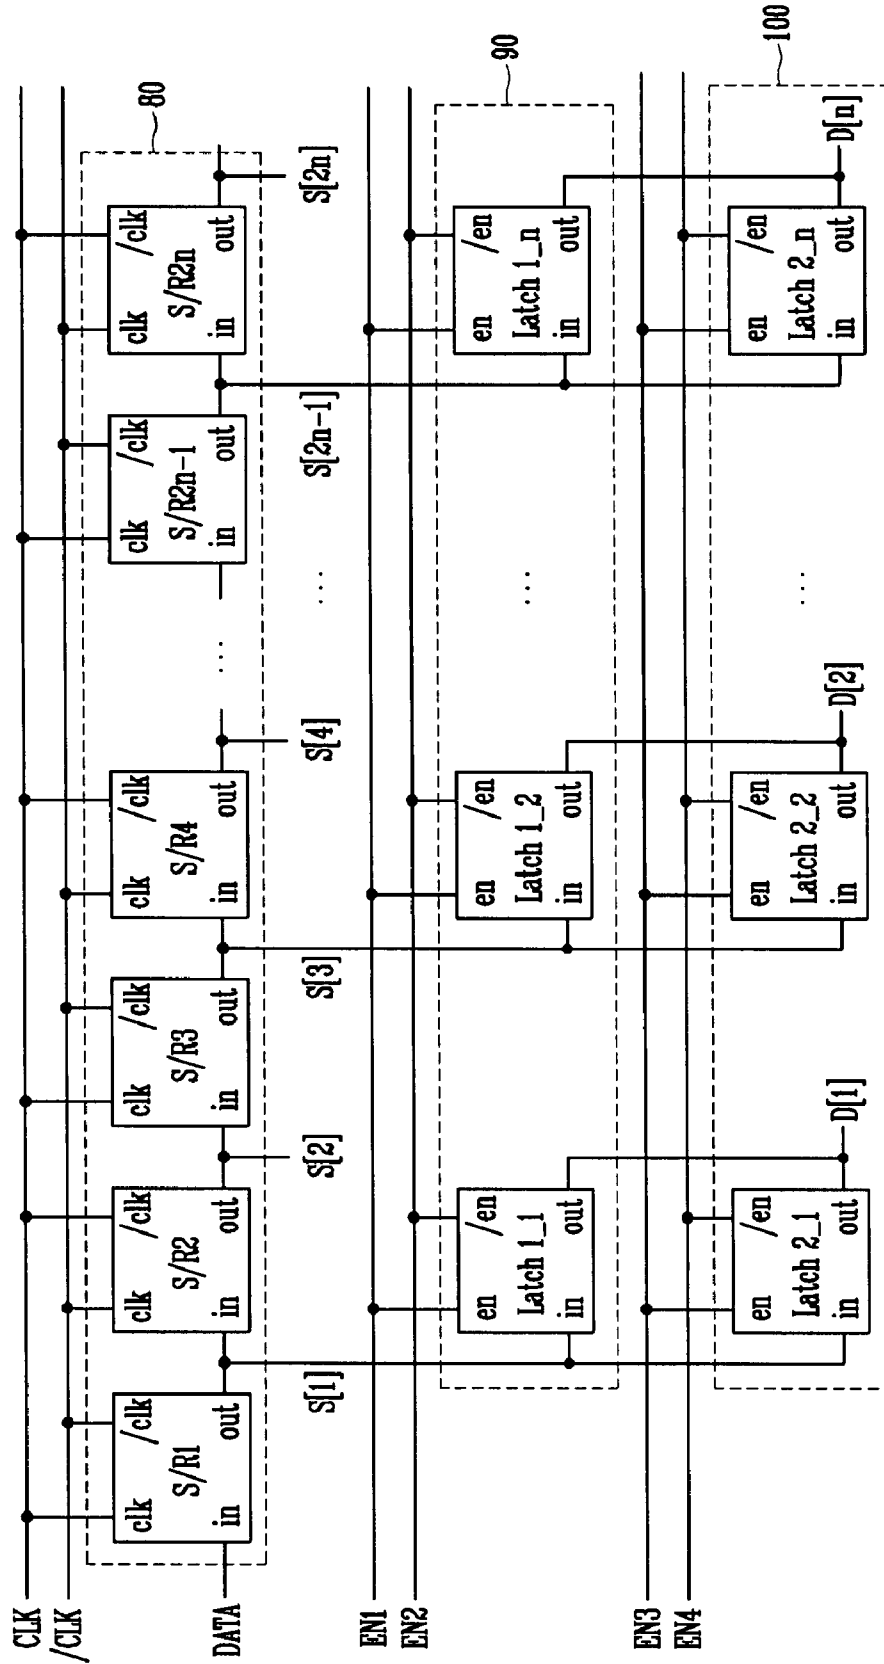 CLK
/CLK
80
clk /clk
S/R1
in out
clk /clk
S/R2
in out
clk /clk
S/R3
in out
clk /clk
S/R4
in out
...
clk /clk
S/R2n-1
in out
clk /clk
S/R2n
in out
DATA
S[1]
S[2]
S[3]
S[4]
...
S[2n-1]
S[2n]
EN1
EN2
90
en /en
Latch 1_1
in out
en /en
Latch 1_2
in out
...
en /en
Latch 1_n
in out
EN3
EN4
100
en /en
Latch 2_1
in out
D[1]
en /en
Latch 2_2
in out
D[2]
...
en /en
Latch 2_n
in out
D[n]